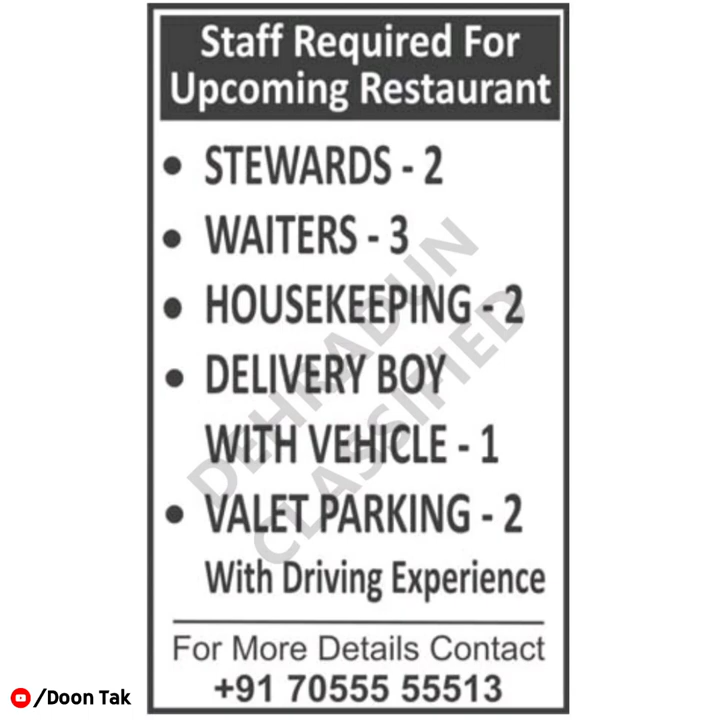 Staff Required For
Upcoming Restaurant
• STEWARDS - 2
• WAITERS - 3
• HOUSEKEEPING - 2
• DELIVERY BOY
WITH VEHICLE - 1
• VALET PARKING - 2
With Driving Experience
For More Details Contact
+91 70555 55513
DEHRADUN
CLASSIFIED
/Doon Tak